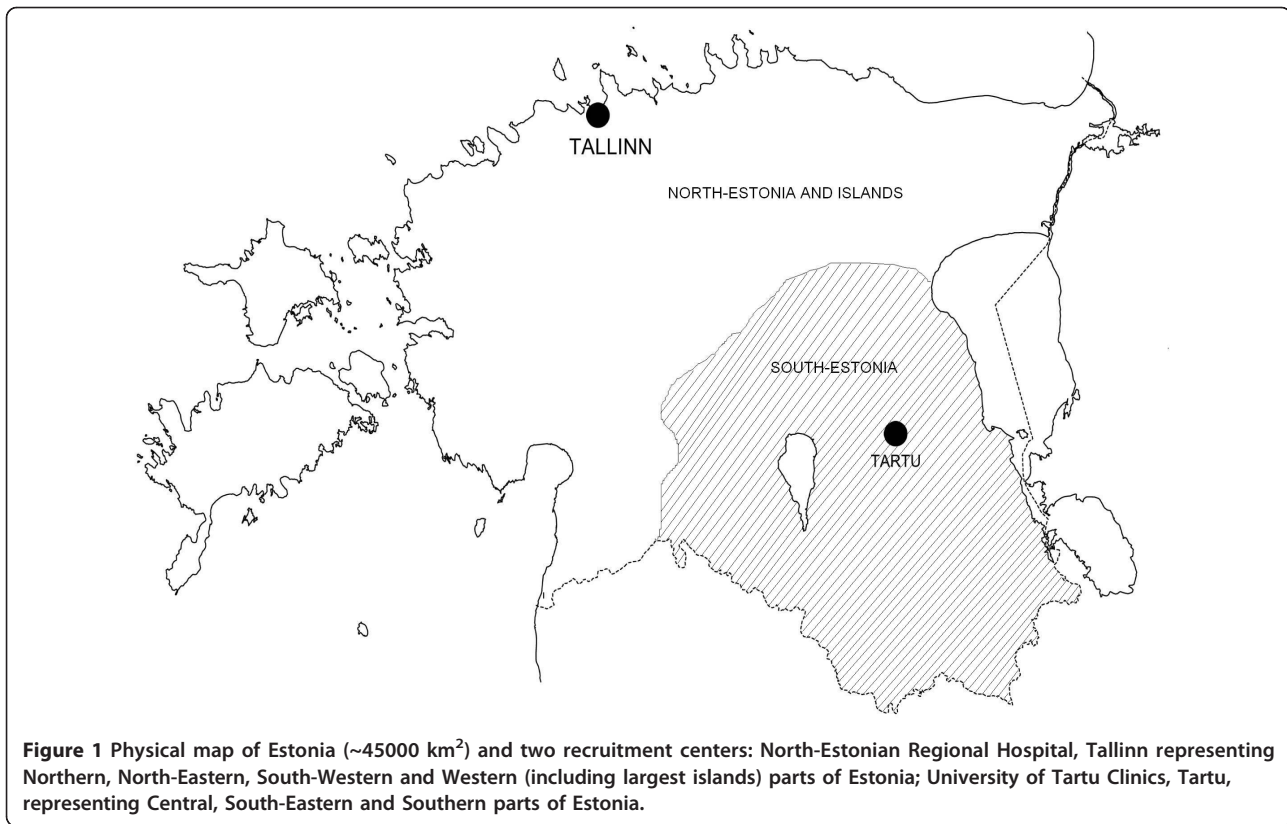 TALLINN
NORTH-ESTONIA AND ISLANDS
SOUTH-ESTONIA
TARTU
Figure 1 Physical map of Estonia (~45000 km²) and two recruitment centers: North-Estonian Regional Hospital, Tallinn representing
Northern, North-Eastern, South-Western and Western (including largest islands) parts of Estonia; University of Tartu Clinics, Tartu,
representing Central, South-Eastern and Southern parts of Estonia.